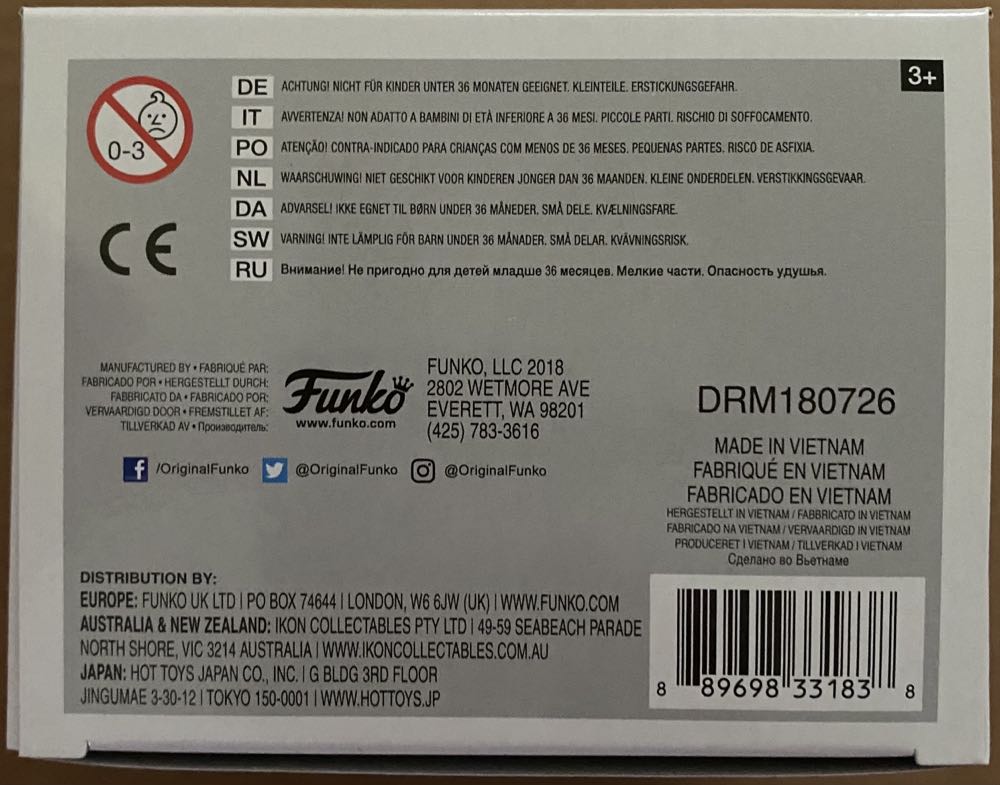 3+
0-3
DE ACHTUNG! NICHT FÜR KINDER UNTER 36 MONATEN GEEIGNET. KLEINTEILE. ERSTICKUNGSGEFAHR.
IT AVVERTENZA! NON ADATTO A BAMBINI DI ETÀ INFERIORE A 36 MESI. PICCOLE PARTI. RISCHIO DI SOFFOCAMENTO.
PO ATENÇÃO! CONTRA-INDICADO PARA CRIANÇAS COM MENOS DE 36 MESES. PEQUENAS PARTES. RISCO DE ASFIXIA.
NL WAARSCHUWING! NIET GESCHIKT VOOR KINDEREN JONGER DAN 36 MAANDEN. KLEINE ONDERDELEN. VERSTIKKINGSGEVAAR.
DA ADVARSEL! IKKE EGNET TIL BØRN UNDER 36 MÅNEDER. SMÅ DELE. KVÆLNINGSFARE.
SW VARNING! INTE LÄMPLIG FÖR BARN UNDER 36 MÅNADER. SMÅ DELAR. KVÄVNINGSRISK.
RU Внимание! Не пригодно для детей младше 36 месяцев. Мелкие части. Опасность удушья.
CE
MANUFACTURED BY • FABRIQUÉ PAR:
FABRICADO POR • HERGESTELLT DURCH:
FABBRICATO DA • FABRICADO POR:
VERVAARDIGD DOOR • FREMSTILLET AF:
TILLVERKAD AV • Производитель:
Funko
www.funko.com
FUNKO, LLC 2018
2802 WETMORE AVE
EVERETT, WA 98201
(425) 783-3616
f /OriginalFunko @OriginalFunko @OriginalFunko
DRM180726
MADE IN VIETNAM
FABRIQUÉ EN VIETNAM
FABRICADO EN VIETNAM
HERGESTELLT IN VIETNAM / FABBRICATO IN VIETNAM
FABRICADO NA VIETNAM / VERVAARDIGD IN VIETNAM
PRODUCERET I VIETNAM / TILLVERKAD I VIETNAM
Сделано во Вьетнаме
DISTRIBUTION BY:
EUROPE: FUNKO UK LTD | PO BOX 74644 | LONDON, W6 6JW (UK) | WWW.FUNKO.COM
AUSTRALIA & NEW ZEALAND: IKON COLLECTABLES PTY LTD | 49-59 SEABEACH PARADE
NORTH SHORE, VIC 3214 AUSTRALIA | WWW.IKONCOLLECTABLES.COM.AU
JAPAN: HOT TOYS JAPAN CO., INC. | G BLDG 3RD FLOOR
JINGUMAE 3-30-12 | TOKYO 150-0001 | WWW.HOTTOYS.JP
8 89698 33183 8